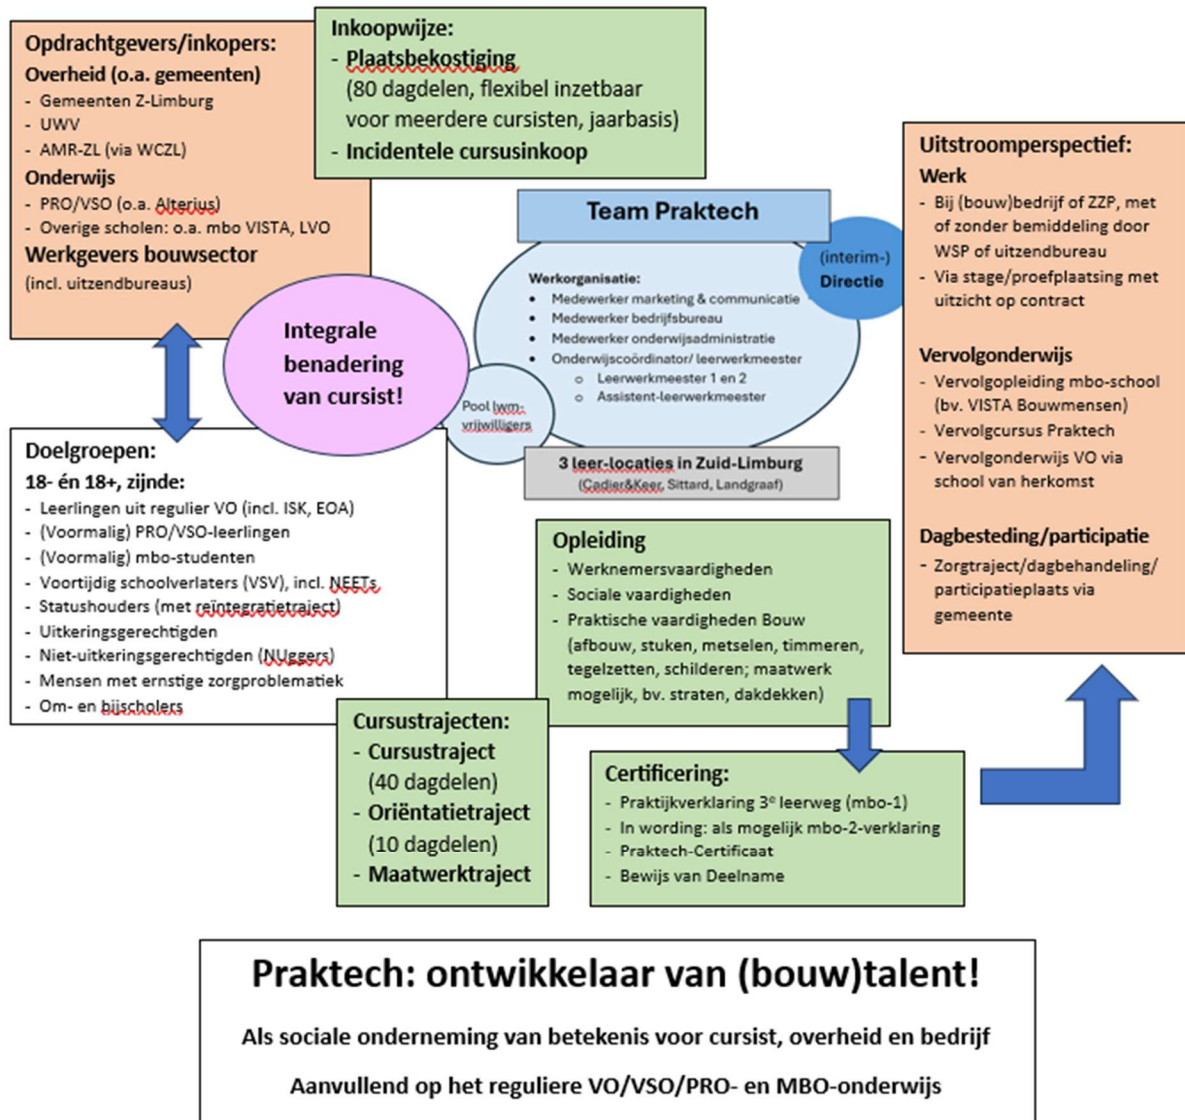 Opdrachtgevers/inkopers:
Overheid (o.a. gemeenten)
- Gemeenten Z-Limburg
- UWV
- AMR-ZL (via WCZL)
Onderwijs
- PRO/VSO (o.a. Alterius)
- Overige scholen: o.a. mbo VISTA, LVO
Werkgevers bouwsector
(incl. uitzendbureaus)
Inkoopwijze:
- Plaatsbekostiging
(80 dagdelen, flexibel inzetbaar
voor meerdere cursisten, jaarbasis)
- Incidentele cursusinkoop
Team Praktech
(interim-)
Directie
Werkorganisatie:
• Medewerker marketing & communicatie
• Medewerker bedrijfsbureau
• Medewerker onderwijsadministratie
• Onderwijscoördinator/ leerwerkmeester
o Leerwerkmeester 1 en 2
o Assistent-leerwerkmeester
Pool lwm-
vrijwilligers
3 leer-locaties in Zuid-Limburg
(Cadier&Keer, Sittard, Landgraaf)
Integrale
benadering
van cursist!
Uitstroomperspectief:
Werk
- Bij (bouw)bedrijf of ZZP, met
of zonder bemiddeling door
WSP of uitzendbureau
- Via stage/proefplaatsing met
uitzicht op contract
Vervolgonderwijs
- Vervolgopleiding mbo-school
(bv. VISTA Bouwmensen)
- Vervolgcursus Praktech
- Vervolgonderwijs VO via
school van herkomst
Dagbesteding/participatie
- Zorgtraject/dagbehandeling/
participatieplaats via
gemeente
Doelgroepen:
18- én 18+, zijnde:
- Leerlingen uit regulier VO (incl. ISK, EOA)
- (Voormalig) PRO/VSO-leerlingen
- (Voormalig) mbo-studenten
- Voortijdig schoolverlaters (VSV), incl. NEETs
- Statushouders (met reïntegratietraject)
- Uitkeringsgerechtigden
- Niet-uitkeringsgerechtigden (NUggers)
- Mensen met ernstige zorgproblematiek
- Om- en bijscholers
Opleiding
- Werknemersvaardigheden
- Sociale vaardigheden
- Praktische vaardigheden Bouw
(afbouw, stuken, metselen, timmeren,
tegelzetten, schilderen; maatwerk
mogelijk, bv. straten, dakdekken)
Cursustrajecten:
- Cursustraject
(40 dagdelen)
- Oriëntatietraject
(10 dagdelen)
- Maatwerktraject
Certificering:
- Praktijkverklaring 3e leerweg (mbo-1)
- In wording: als mogelijk mbo-2-verklaring
- Praktech-Certificaat
- Bewijs van Deelname
Praktech: ontwikkelaar van (bouw)talent!
Als sociale onderneming van betekenis voor cursist, overheid en bedrijf
Aanvullend op het reguliere VO/VSO/PRO- en MBO-onderwijs